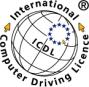 International
ICDL
Computer Driving Licence
®